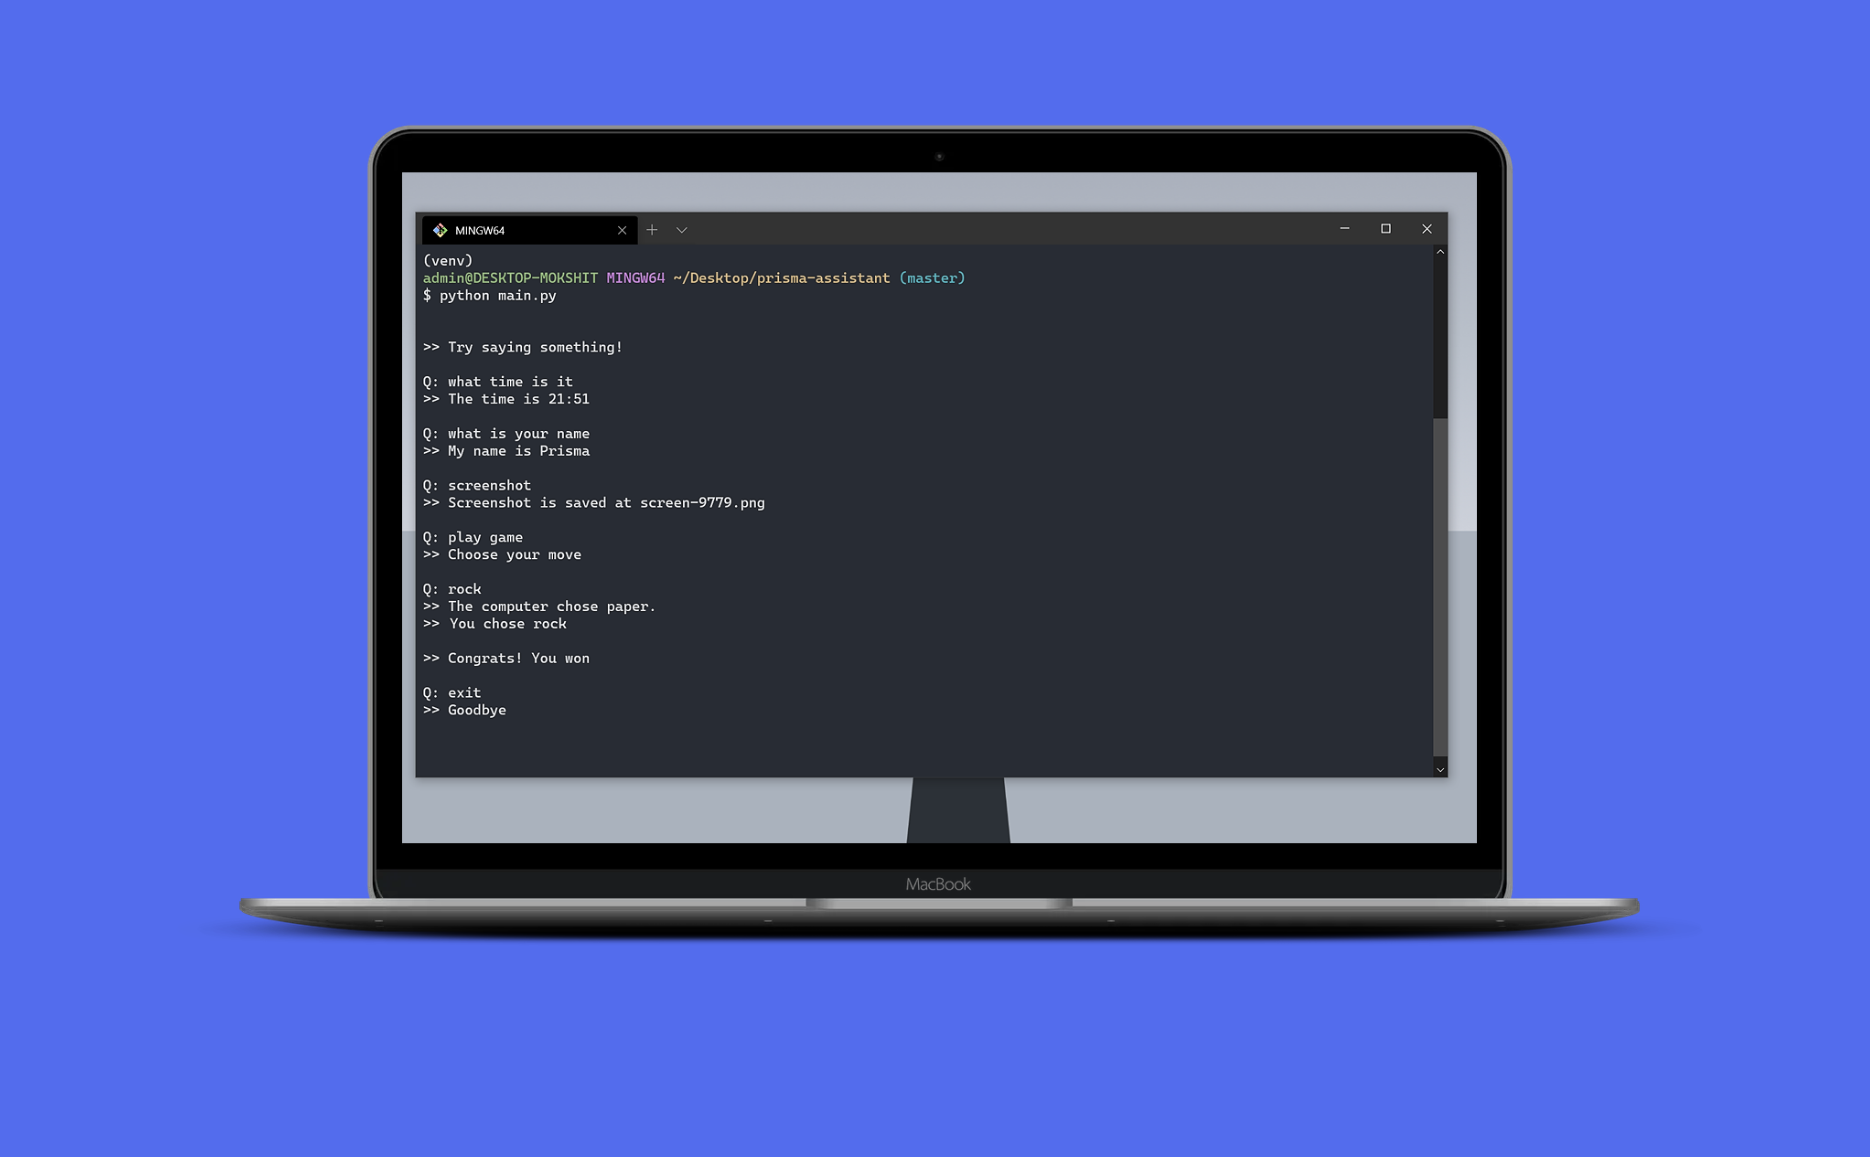 MINGW64
(venv)
admin@DESKTOP-MOKSHIT MINGW64 ~/Desktop/prisma-assistant (master)
$ python main.py
>> Try saying something!
Q: what time is it
>> The time is 21:51
Q: what is your name
>> My name is Prisma
Q: screenshot
>> Screenshot is saved at screen-9779.png
Q: play game
>> Choose your move
Q: rock
>> The computer chose paper.
>> You chose rock
>> Congrats! You won
Q: exit
>> Goodbye
MacBook